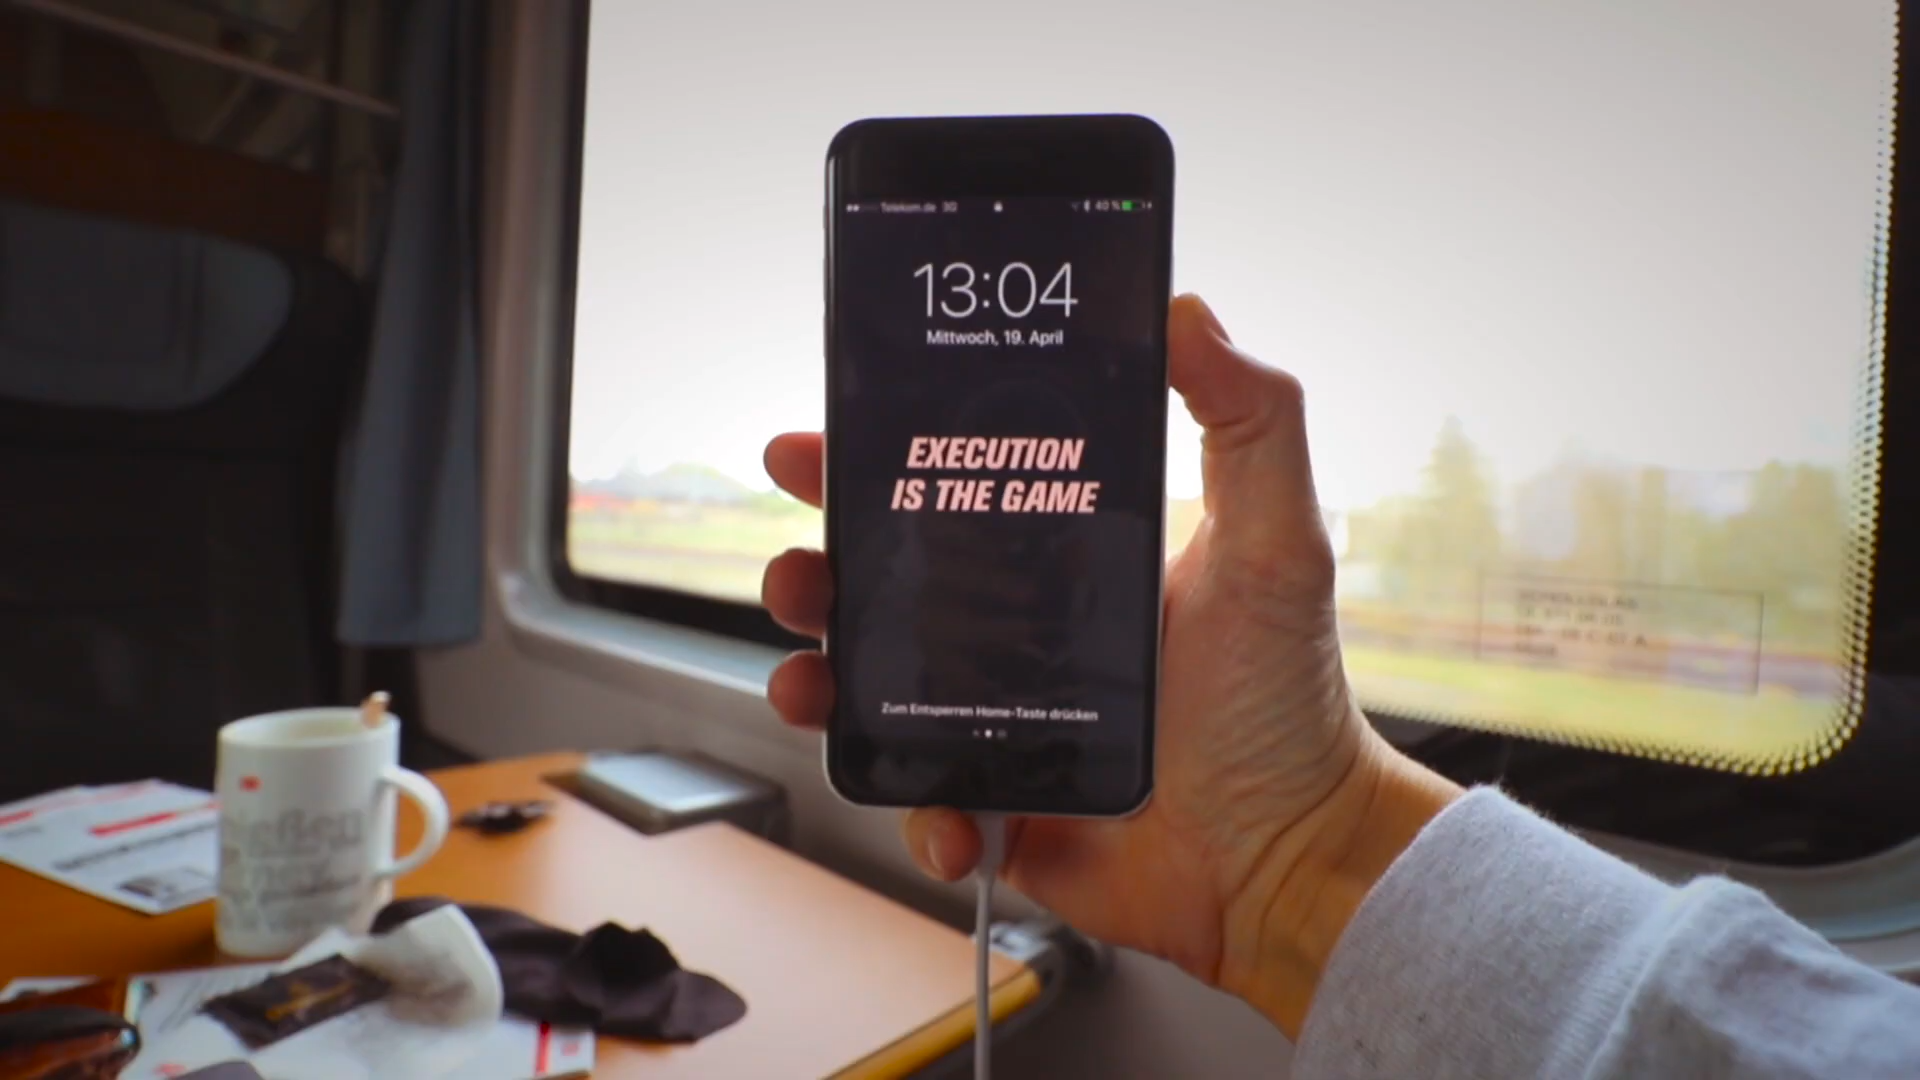 Telekom.de 3G 40 %
13:04
Mittwoch, 19. April
EXECUTION
IS THE GAME
Zum Entsperren Home-Taste drücken